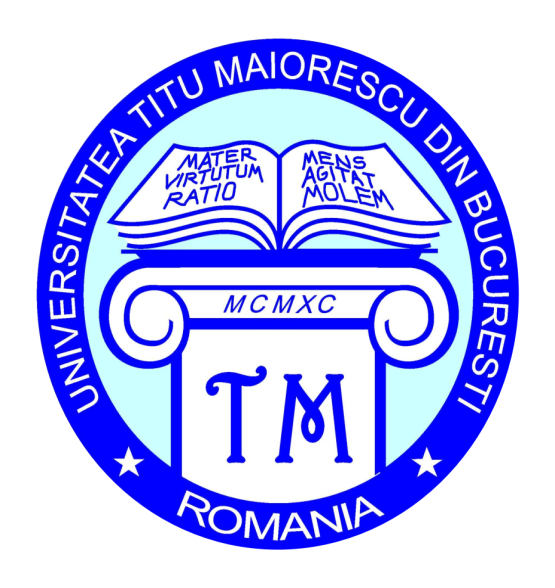 UNIVERSITATEA TITU MAIORESCU DIN BUCURESTI
MATER
VIRTUTUM
RATIO
MENS
AGITAT
MOLEM
MCMXC
TM
ROMANIA